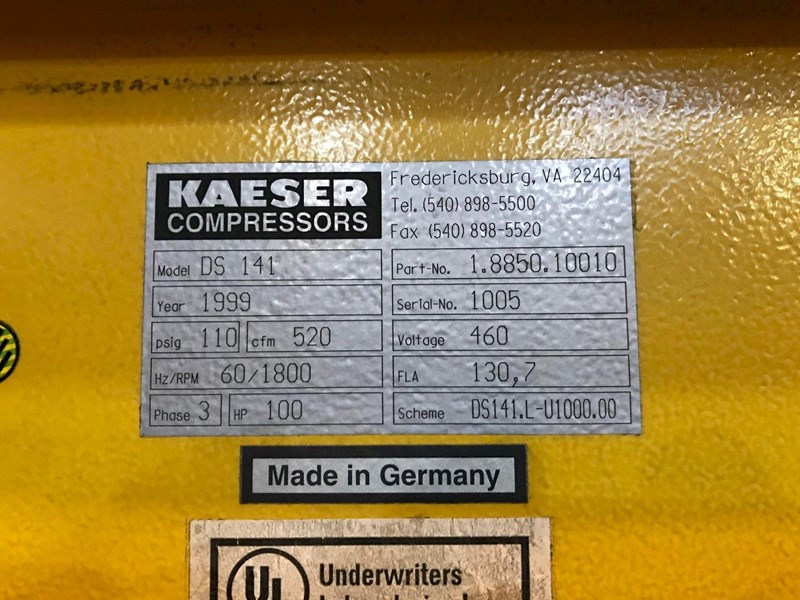 KAESER
COMPRESSORS
Fredericksburg, VA 22404
Tel. (540) 898-5500
Fax (540) 898-5520
Model DS 141
Part-No. 1.8850.10010
Year 1999
Serial-No. 1005
psig 110 cfm 520
Voltage 460
Hz/RPM 60/1800
FLA 130,7
Phase 3 HP 100
Scheme DS141.L-U1000.00
Made in Germany
UL
Underwriters